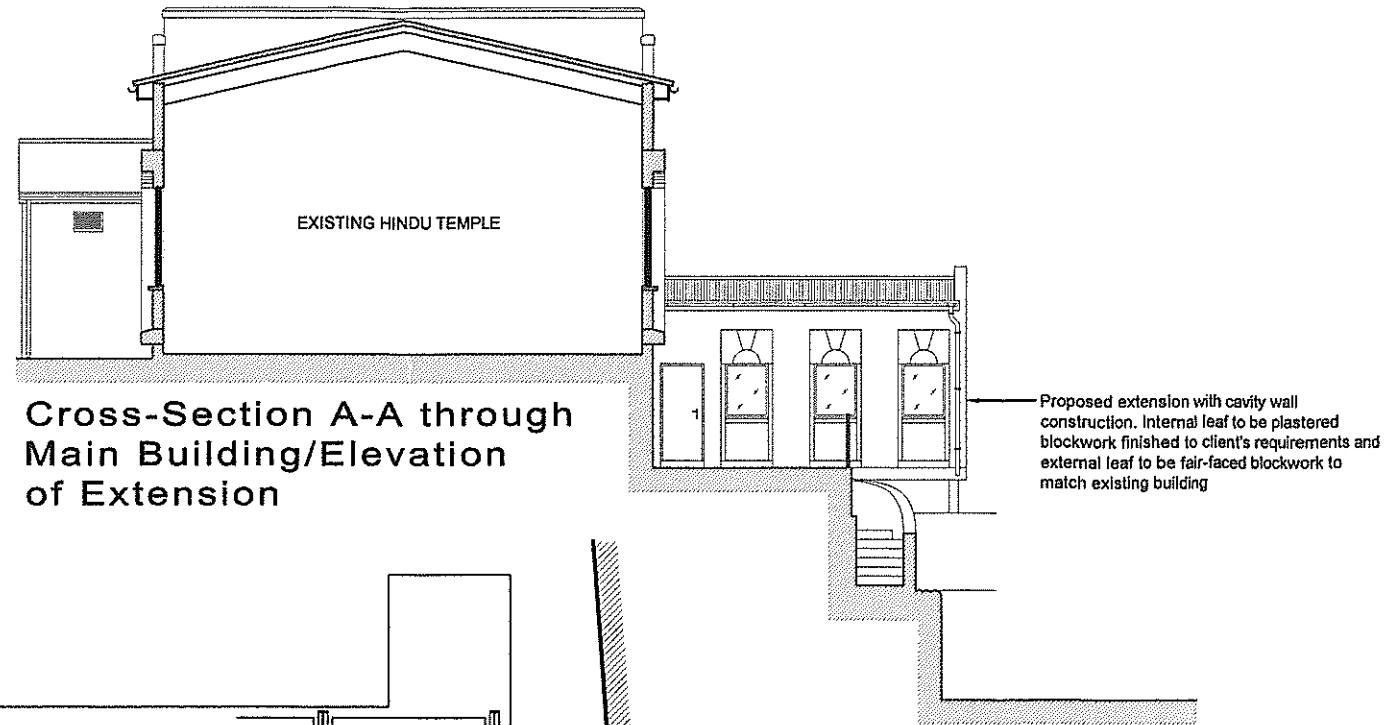 EXISTING HINDU TEMPLE
Cross-Section A-A through
Main Building/Elevation
of Extension
Proposed extension with cavity wall
construction. Internal leaf to be plastered
blockwork finished to client's requirements and
external leaf to be fair-faced blockwork to
match existing building